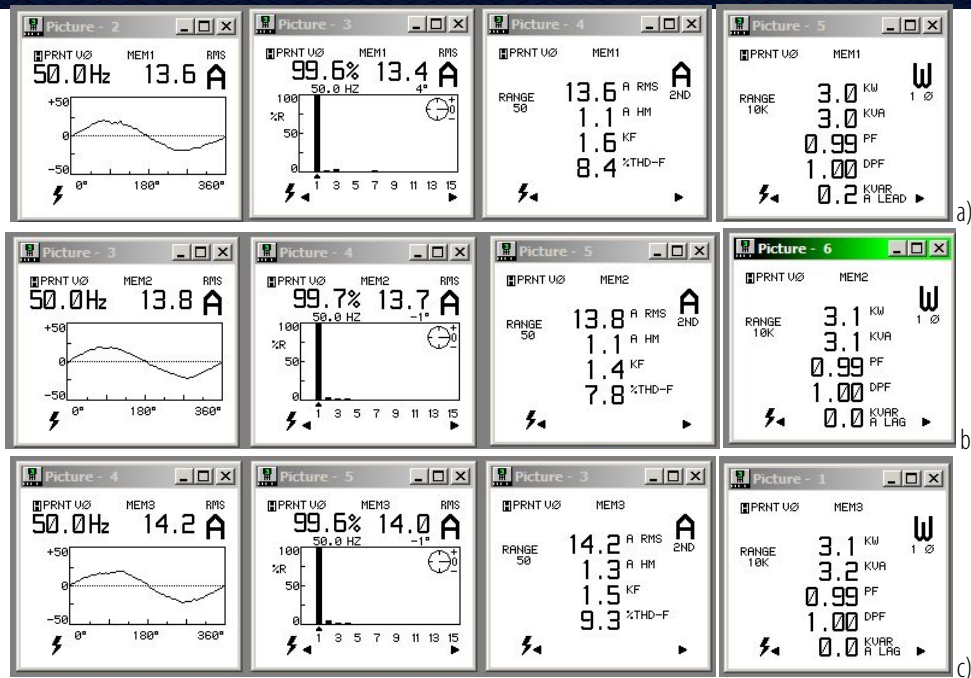 Picture - 2
PRNT VØ MEM1 RMS
50.0Hz 13.6 A
+50
0
-50
0° 180° 360°
Picture - 3
PRNT VØ MEM1 RMS
99.6% 13.4 A
50.0 HZ 4°
100
%R
50
0
1 3 5 7 9 11 13 15
+
0
-
Picture - 4
PRNT VØ MEM1
A
2ND
RANGE
50
13.6 A RMS
1.1 A HM
1.6 KF
8.4 %THD-F
Picture - 5
PRNT VØ MEM1
W
1 Ø
RANGE
10K
3.0 KW
3.0 KVA
0.99 PF
1.00 DPF
0.2 KVAR
A LEAD
a)
Picture - 3
PRNT VØ MEM2 RMS
50.0Hz 13.8 A
+50
0
-50
0° 180° 360°
Picture - 4
PRNT VØ MEM2 RMS
99.7% 13.7 A
50.0 HZ -1°
100
%R
50
0
1 3 5 7 9 11 13 15
+
0
-
Picture - 5
PRNT VØ MEM2
A
2ND
RANGE
50
13.8 A RMS
1.1 A HM
1.4 KF
7.8 %THD-F
Picture - 6
PRNT VØ MEM2
W
1 Ø
RANGE
10K
3.1 KW
3.1 KVA
0.99 PF
1.00 DPF
0.0 KVAR
A LAG
b
Picture - 4
PRNT VØ MEM3 RMS
50.0Hz 14.2 A
+50
0
-50
0° 180° 360°
Picture - 5
PRNT VØ MEM3 RMS
99.6% 14.0 A
50.0 HZ -1°
100
%R
50
0
1 3 5 7 9 11 13 15
+
0
-
Picture - 3
PRNT VØ MEM3
A
2ND
RANGE
50
14.2 A RMS
1.3 A HM
1.5 KF
9.3 %THD-F
Picture - 1
PRNT VØ MEM3
W
1 Ø
RANGE
10K
3.1 KW
3.2 KVA
0.99 PF
1.00 DPF
0.0 KVAR
A LAG
c)